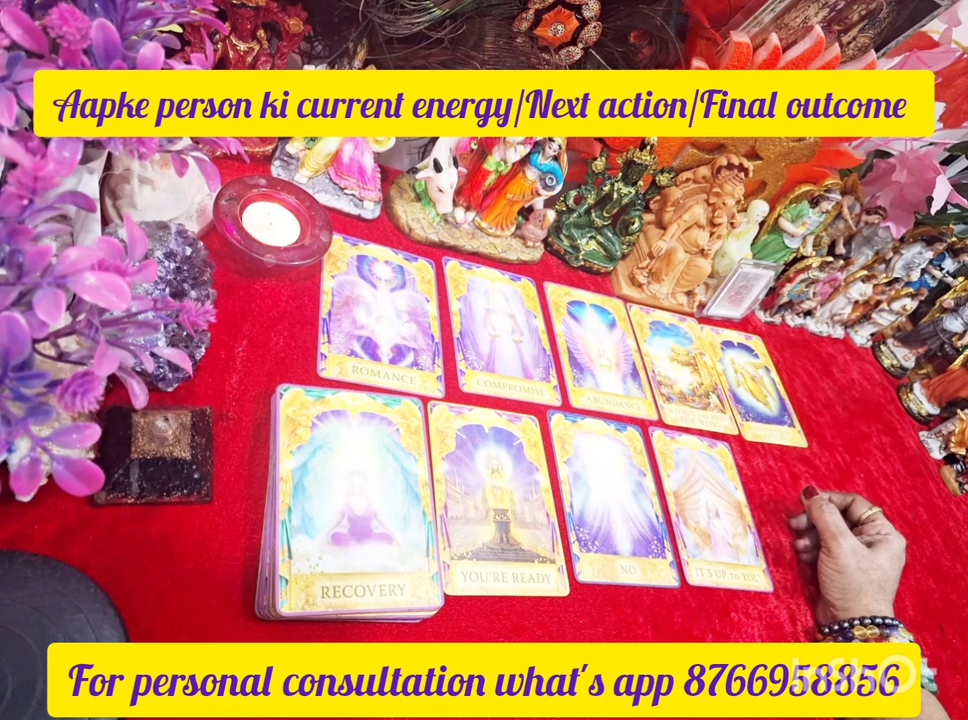 Aapke person ki current energy/Next action/Final outcome
ROMANCE
COMPROMISE
ABUNDANCE
RECOVERY
YOU'RE READY
NO
IT'S UP TO YOU
For personal consultation what's app 8766958856